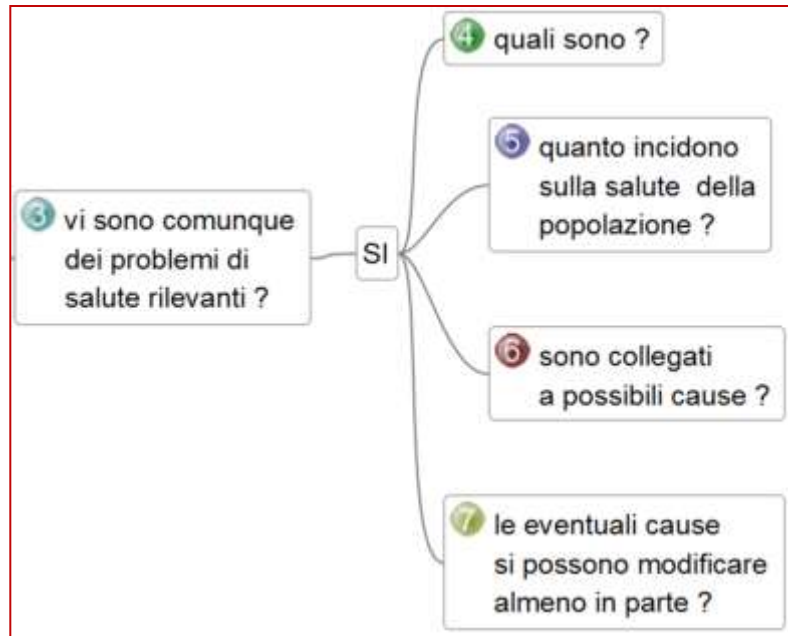 3 vi sono comunque
dei problemi di
salute rilevanti ?
SI
4 quali sono ?
5 quanto incidono
sulla salute della
popolazione ?
6 sono collegati
a possibili cause ?
7 le eventuali cause
si possono modificare
almeno in parte ?